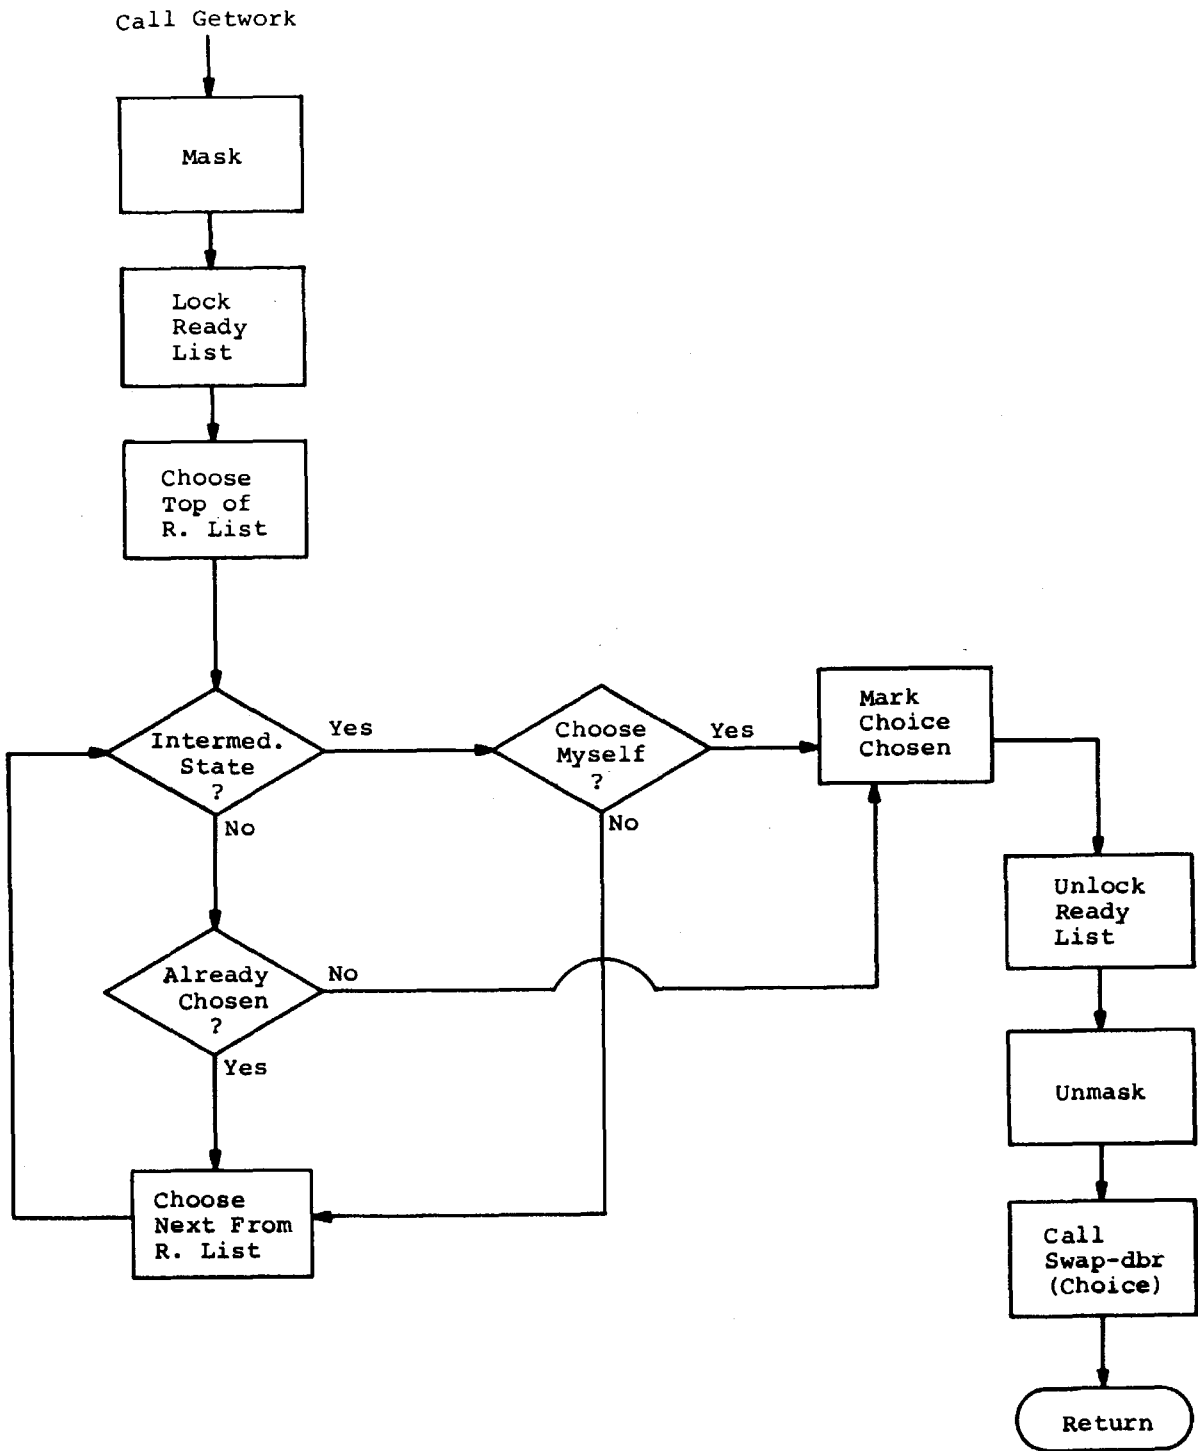 Call Getwork
Mask
Lock
Ready
List
Choose
Top of
R. List
Intermed.
State
?
Yes
No
Choose
Myself
?
Yes
No
Mark
Choice
Chosen
Already
Chosen
?
No
Yes
Choose
Next From
R. List
Unlock
Ready
List
Unmask
Call
Swap-dbr
(Choice)
Return